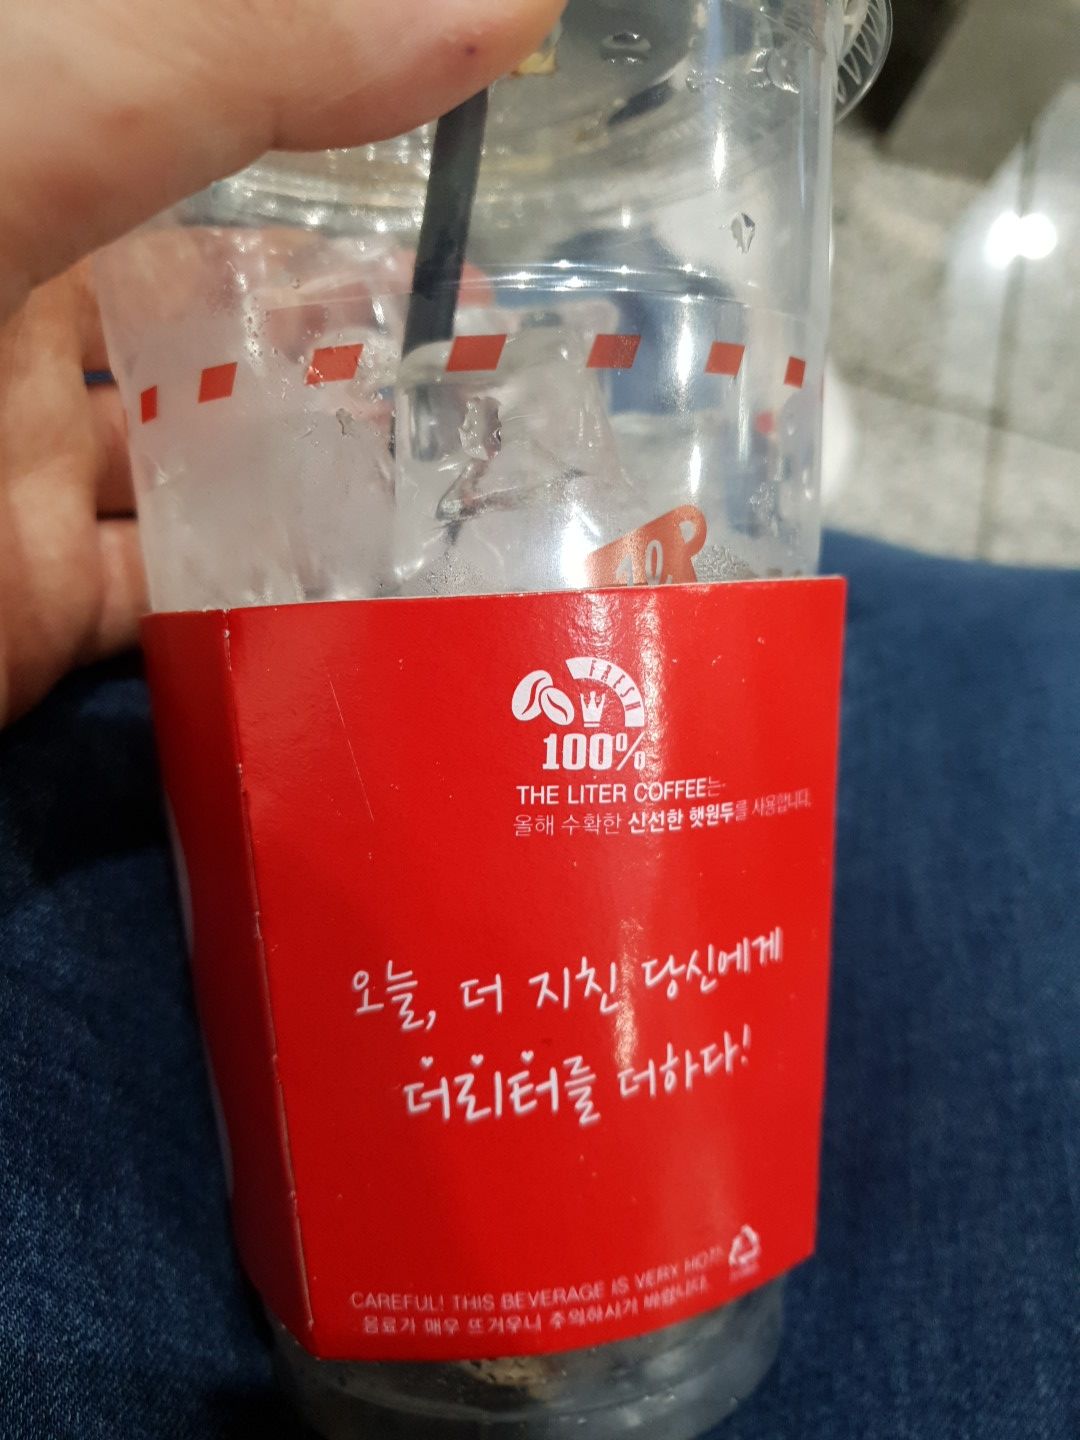 10
FRESH
100%
THE LITER COFFEE는
올해 수확한 신선한 햇원두를 사용합니다.
오늘, 더 지친 당신에게
더리터를 더하다!
CAREFUL! THIS BEVERAGE IS VERY HOT.
음료가 매우 뜨거우니 주의하시기 바랍니다.